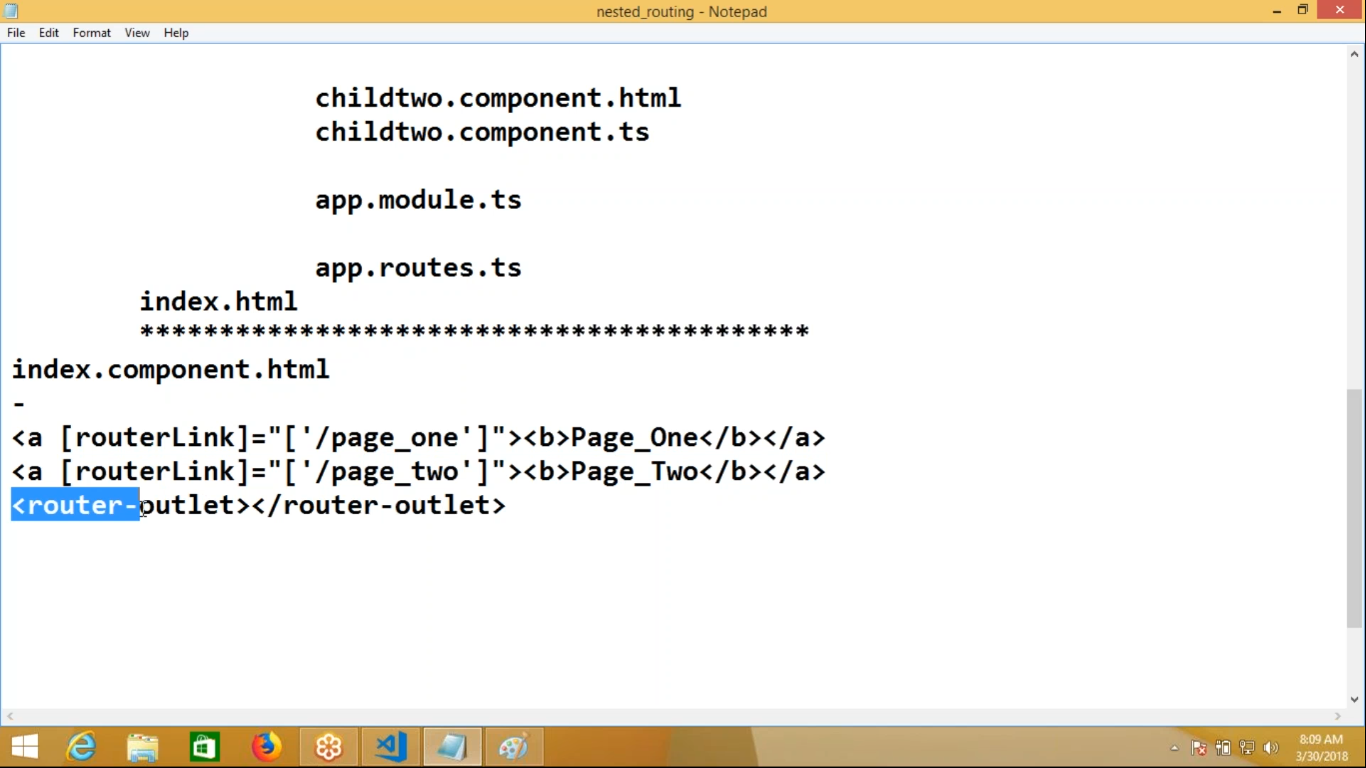 nested_routing - Notepad
File Edit Format View Help
childtwo.component.html
childtwo.component.ts
app.module.ts
app.routes.ts
index.html
******************************************
index.component.html
-
<a [routerLink]="['/page_one']"><b>Page_One</b></a>
<a [routerLink]="['/page_two']"><b>Page_Two</b></a>
<router-outlet></router-outlet>
8:09 AM
3/30/2018